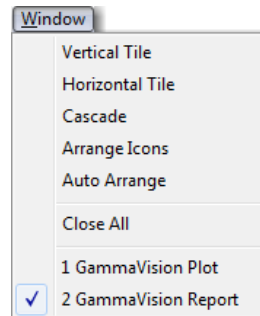 Window
Vertical Tile
Horizontal Tile
Cascade
Arrange Icons
Auto Arrange
Close All
1 GammaVision Plot
2 GammaVision Report